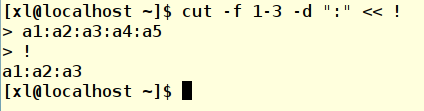 [xl@localhost ~]$ cut -f 1-3 -d ":" << !
> a1:a2:a3:a4:a5
> !
a1:a2:a3
[xl@localhost ~]$